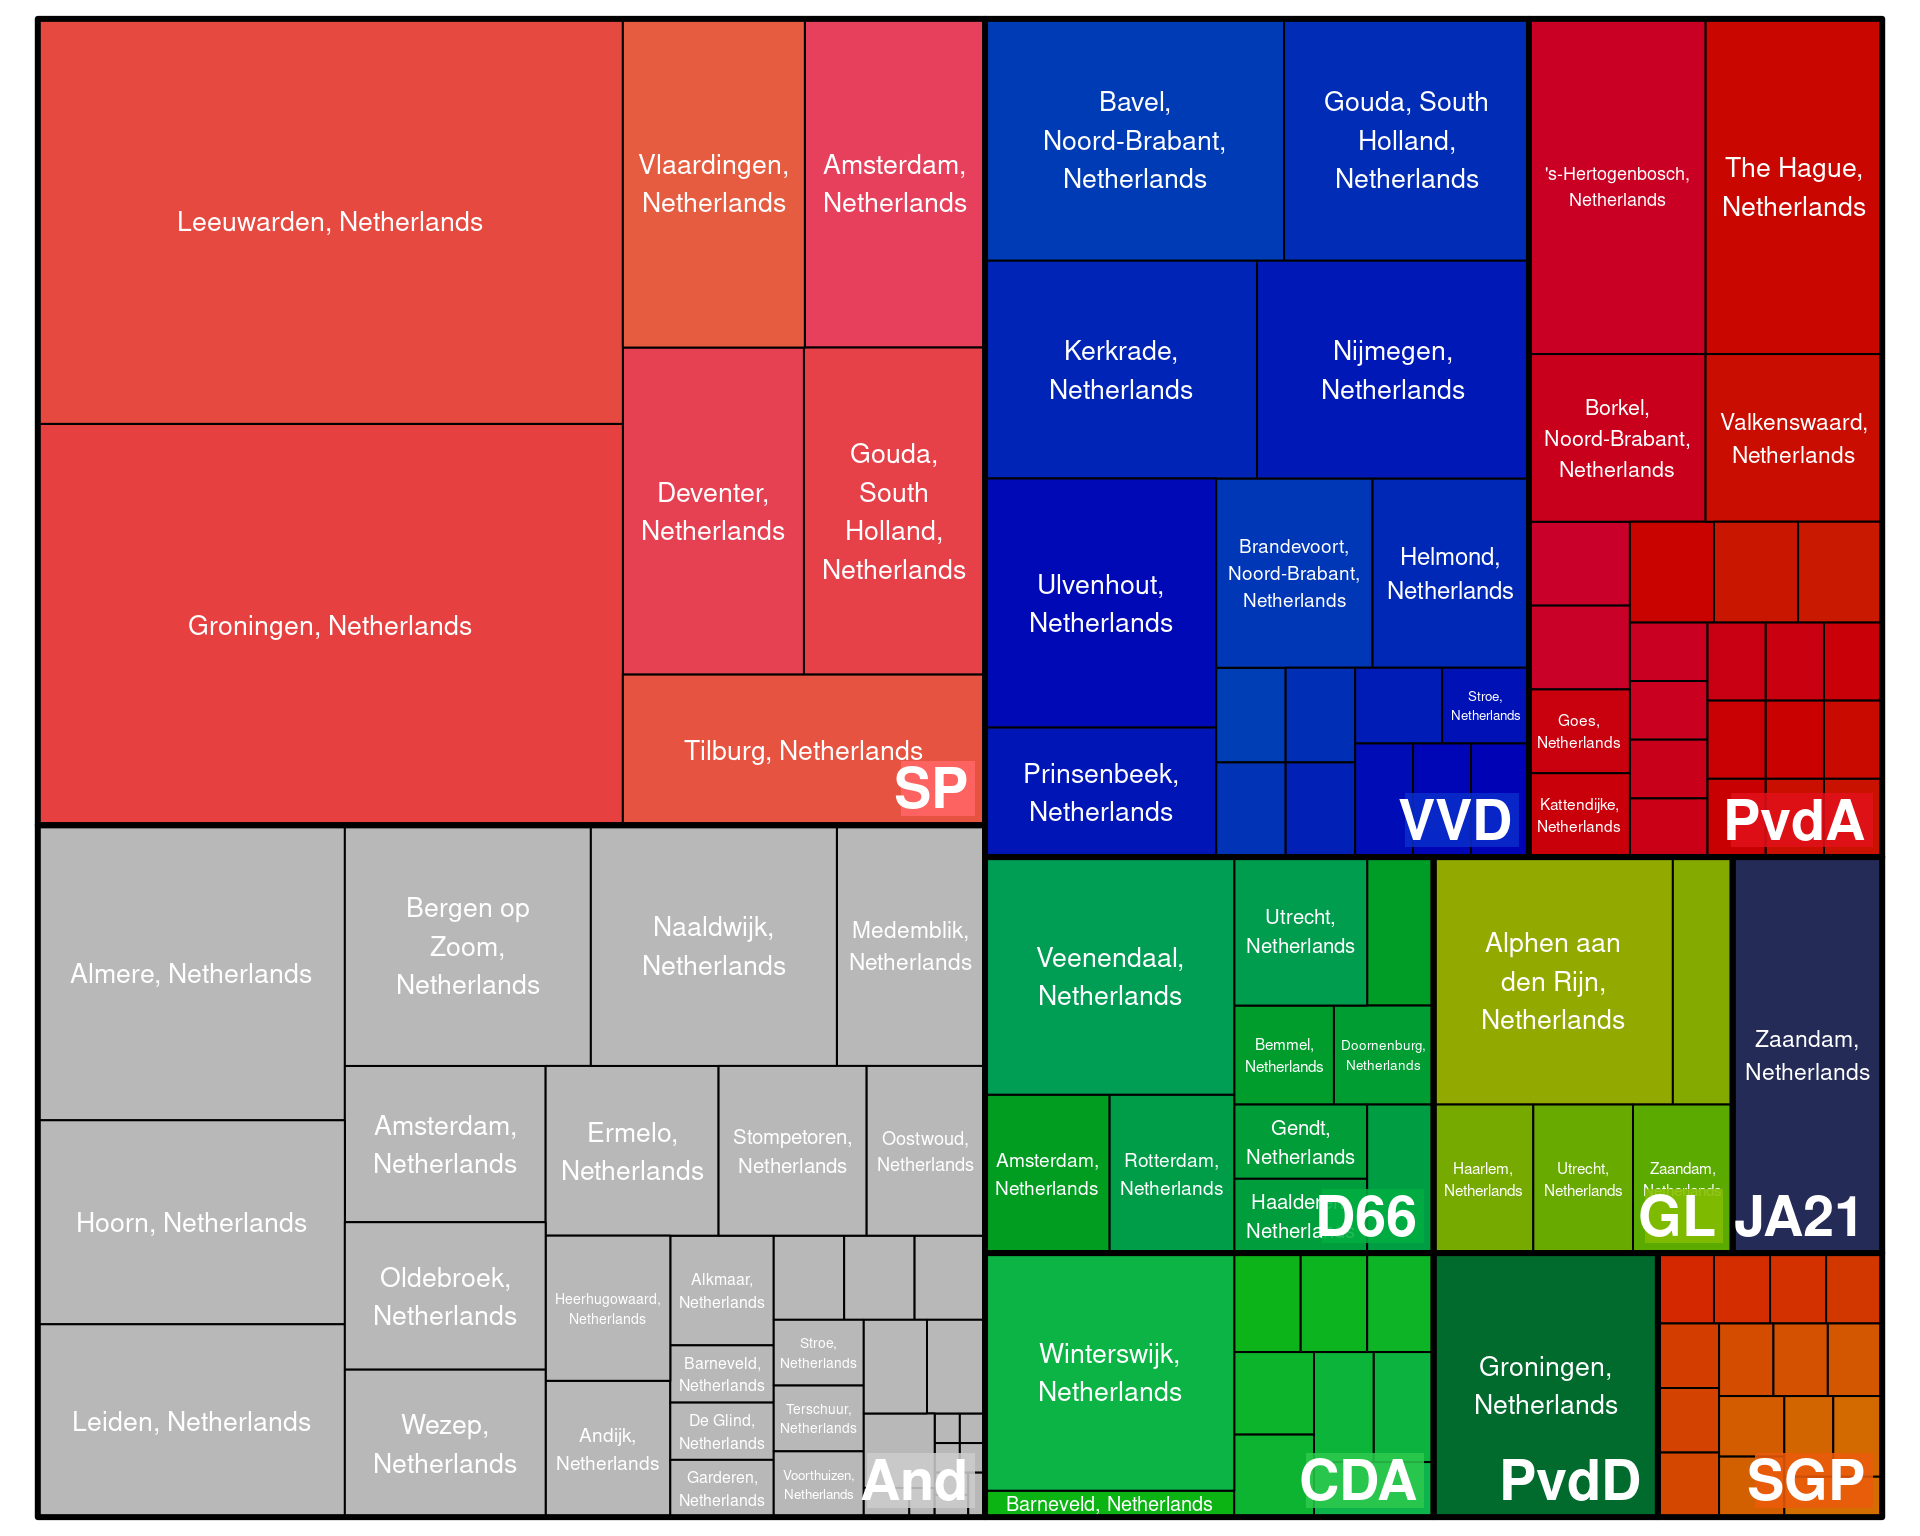 Leeuwarden, Netherlands
Groningen, Netherlands
Vlaardingen,
Netherlands
Amsterdam,
Netherlands
Deventer,
Netherlands
Gouda,
South
Holland,
Netherlands
Tilburg, Netherlands
SP
Bavel,
Noord-Brabant,
Netherlands
Gouda, South
Holland,
Netherlands
Kerkrade,
Netherlands
Nijmegen,
Netherlands
Ulvenhout,
Netherlands
Brandevoort,
Noord-Brabant,
Netherlands
Helmond,
Netherlands
Stroe,
Netherlands
Prinsenbeek,
Netherlands
VVD
's-Hertogenbosch,
Netherlands
The Hague,
Netherlands
Borkel,
Noord-Brabant,
Netherlands
Valkenswaard,
Netherlands
Goes,
Netherlands
Kattendijke,
Netherlands
PvdA
Almere, Netherlands
Hoorn, Netherlands
Leiden, Netherlands
Bergen op
Zoom,
Netherlands
Naaldwijk,
Netherlands
Medemblik,
Netherlands
Amsterdam,
Netherlands
Ermelo,
Netherlands
Stompetoren,
Netherlands
Oostwoud,
Netherlands
Oldebroek,
Netherlands
Wezep,
Netherlands
Heerhugowaard,
Netherlands
Andijk,
Netherlands
Alkmaar,
Netherlands
Barneveld,
Netherlands
De Glind,
Netherlands
Garderen,
Netherlands
Stroe,
Netherlands
Terschuur,
Netherlands
Voorthuizen,
Netherlands
And
Veenendaal,
Netherlands
Utrecht,
Netherlands
Bemmel,
Netherlands
Doornenburg,
Netherlands
Amsterdam,
Netherlands
Rotterdam,
Netherlands
Gendt,
Netherlands
Netherlands
D66
Alphen aan
den Rijn,
Netherlands
Haarlem,
Netherlands
Utrecht,
Netherlands
Zaandam,
Netherlands
GL
Zaandam,
Netherlands
JA21
Winterswijk,
Netherlands
Barneveld, Netherlands
CDA
Groningen,
Netherlands
PvdD
SGP